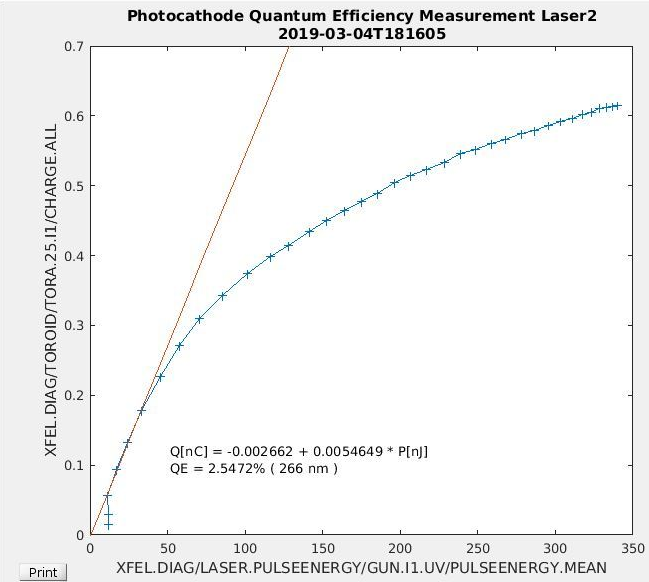 Photocathode Quantum Efficiency Measurement Laser2
2019-03-04T181605
0.7
0.6
0.5
0.4
0.3
0.2
0.1
0
XFEL.DIAG/TOROID/TORA.25.I1/CHARGE.ALL
Q[nC] = -0.002662 + 0.0054649 * P[nJ]
QE = 2.5472% ( 266 nm )
0 50 100 150 200 250 300 350
XFEL.DIAG/LASER.PULSEENERGY/GUN.I1.UV/PULSEENERGY.MEAN
Print